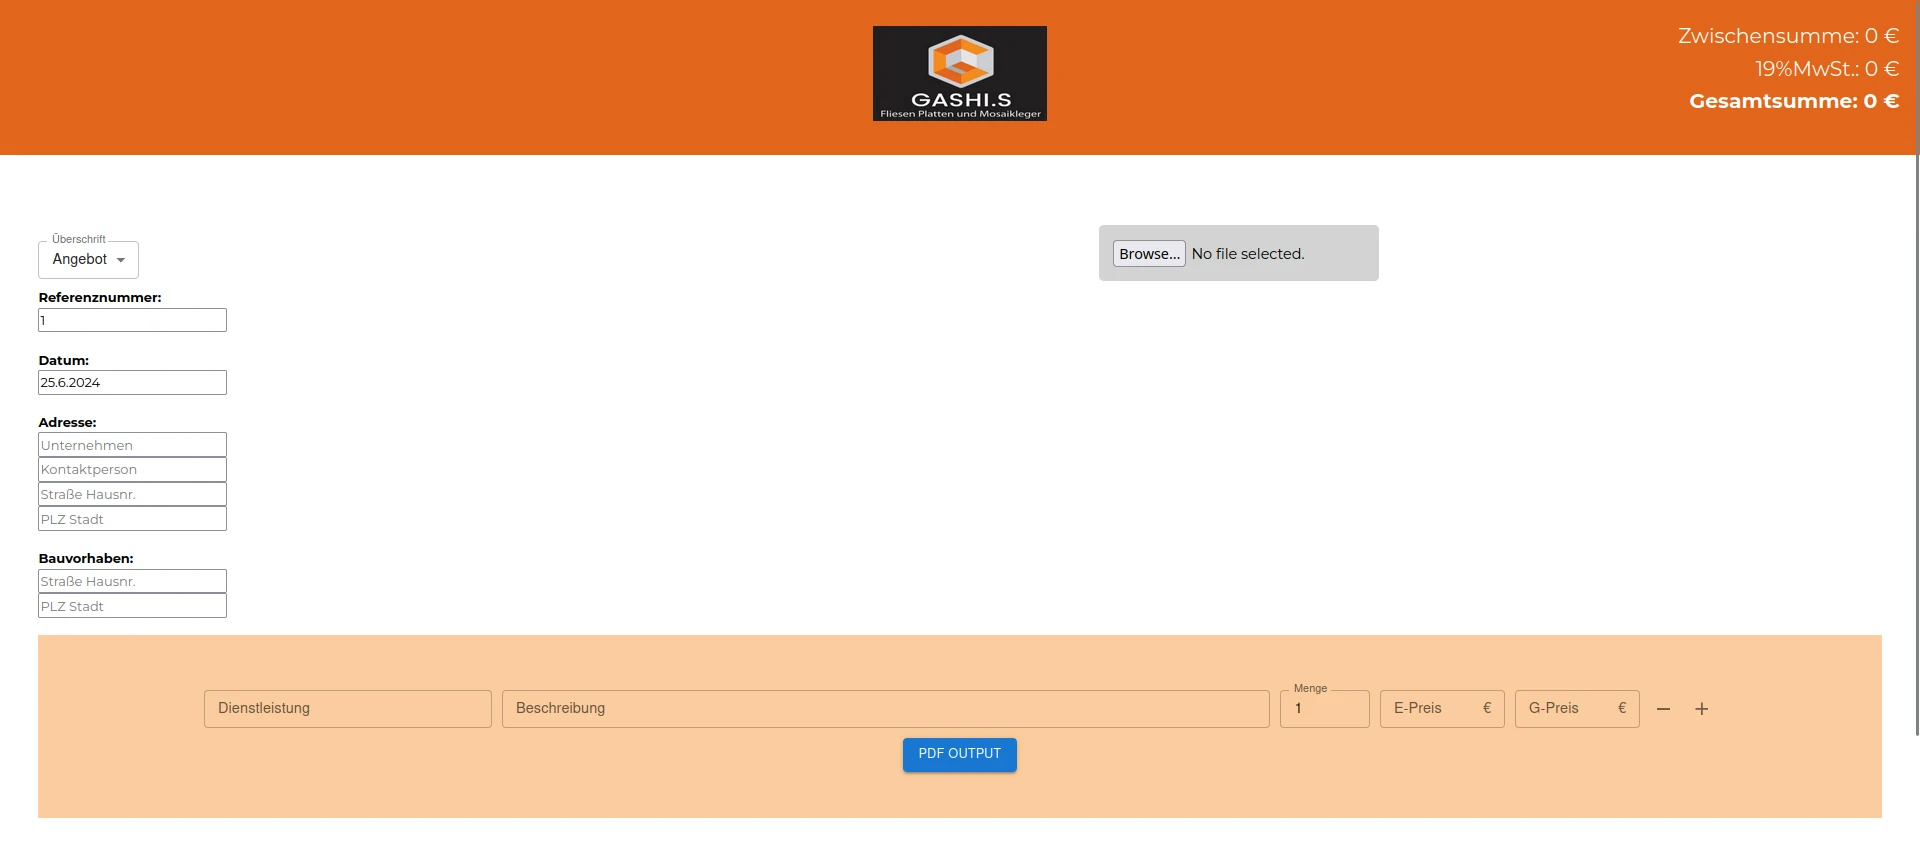 GASHI.S
Fliesen Platten und Mosaikleger
Zwischensumme: 0 €
19%MwSt.: 0 €
Gesamtsumme: 0 €
Überschrift
Angebot
Browse... No file selected.
Referenznummer:
1
Datum:
25.6.2024
Adresse:
Unternehmen
Kontaktperson
Straße Hausnr.
PLZ Stadt
Bauvorhaben:
Straße Hausnr.
PLZ Stadt
Menge
Dienstleistung Beschreibung 1 E-Preis € G-Preis € − +
PDF OUTPUT